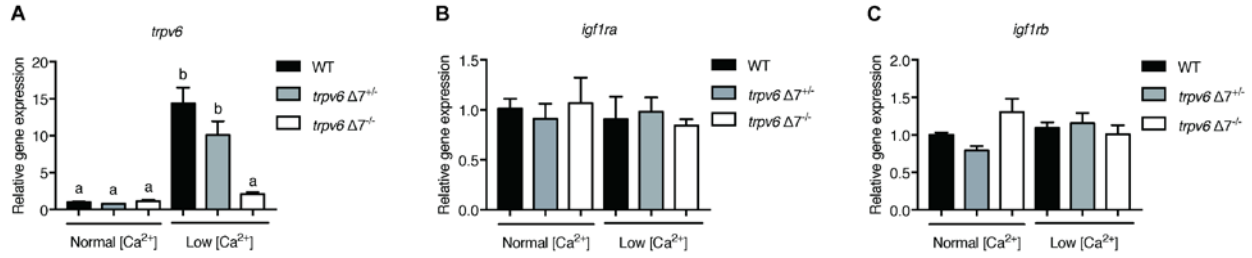 A
trpv6
Relative gene expression
20
15
10
5
0
a
a
a
b
b
a
Normal [Ca²⁺]
Low [Ca²⁺]
WT
trpv6 Δ7⁺/⁻
trpv6 Δ7⁻/⁻
B
igf1ra
Relative gene expression
1.5
1.0
0.5
0.0
Normal [Ca²⁺]
Low [Ca²⁺]
WT
trpv6 Δ7⁺/⁻
trpv6 Δ7⁻/⁻
C
igf1rb
Relative gene expression
2.0
1.5
1.0
0.5
0.0
Normal [Ca²⁺]
Low [Ca²⁺]
WT
trpv6 Δ7⁺/⁻
trpv6 Δ7⁻/⁻